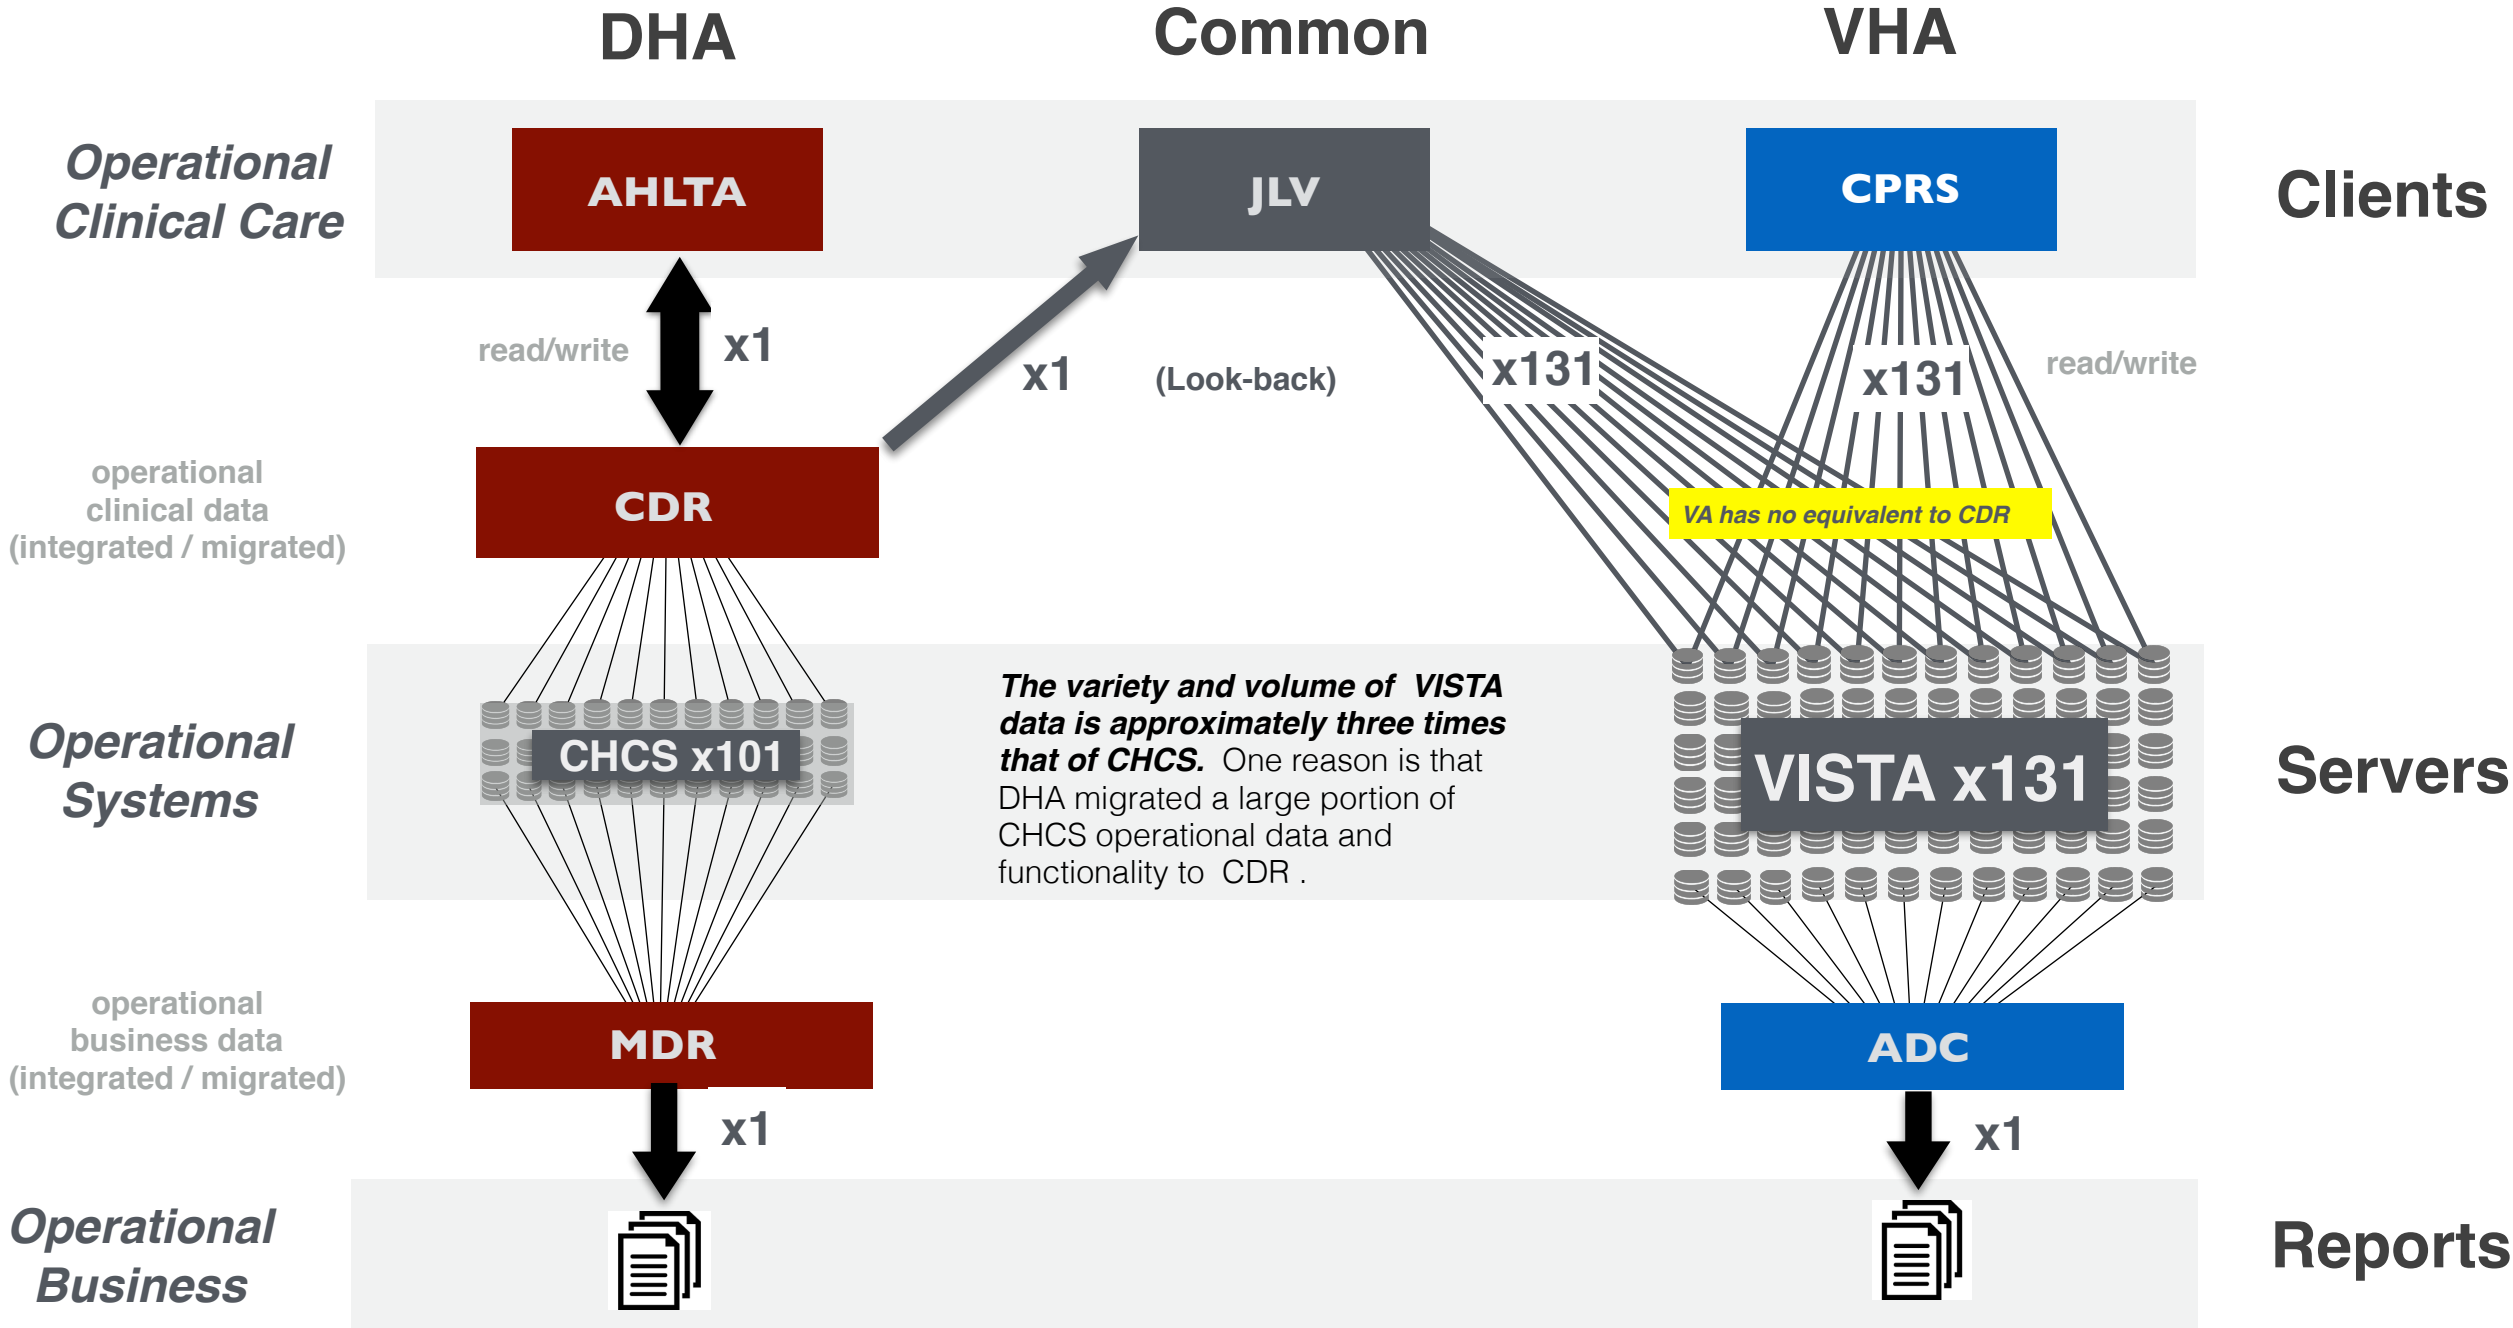 DHA
Common
VHA
Operational
Clinical Care
AHLTA
JLV
CPRS
Clients
read/write
x1
x1
(Look-back)
x131
x131
read/write
operational
clinical data
(integrated / migrated)
CDR
VA has no equivalent to CDR
Operational
Systems
CHCS x101
The variety and volume of VISTA
data is approximately three times
that of CHCS. One reason is that
DHA migrated a large portion of
CHCS operational data and
functionality to CDR .
VISTA x131
Servers
operational
business data
(integrated / migrated)
MDR
ADC
x1
x1
Operational
Business
Reports